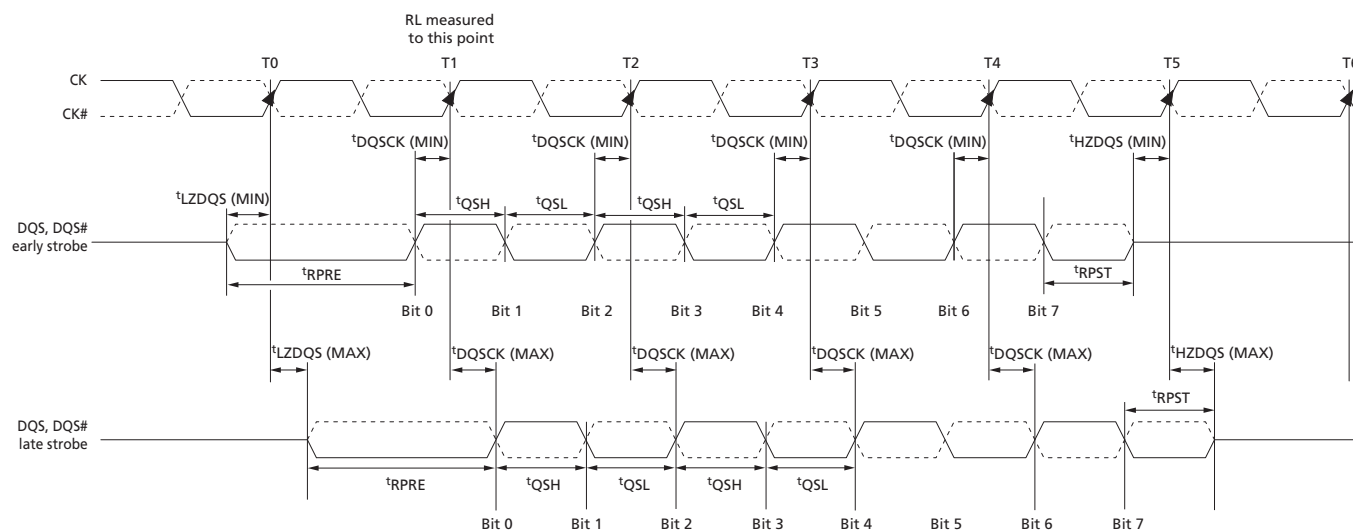 RL measured
to this point
T0 T1 T2 T3 T4 T5
CK
CK#
tDQSCK (MIN) tDQSCK (MIN) tDQSCK (MIN) tDQSCK (MIN) tHZDQS (MIN)
tLZDQS (MIN)
tQSH tQSL tQSH tQSL
DQS, DQS#
early strobe
tRPRE tRPST
Bit 0 Bit 1 Bit 2 Bit 3 Bit 4 Bit 5 Bit 6 Bit 7
tLZDQS (MAX) tDQSCK (MAX) tDQSCK (MAX) tDQSCK (MAX) tDQSCK (MAX) tHZDQS (MAX)
tRPST
DQS, DQS#
late strobe
tRPRE tQSH tQSL tQSH tQSL
Bit 0 Bit 1 Bit 2 Bit 3 Bit 4 Bit 5 Bit 6 Bit 7